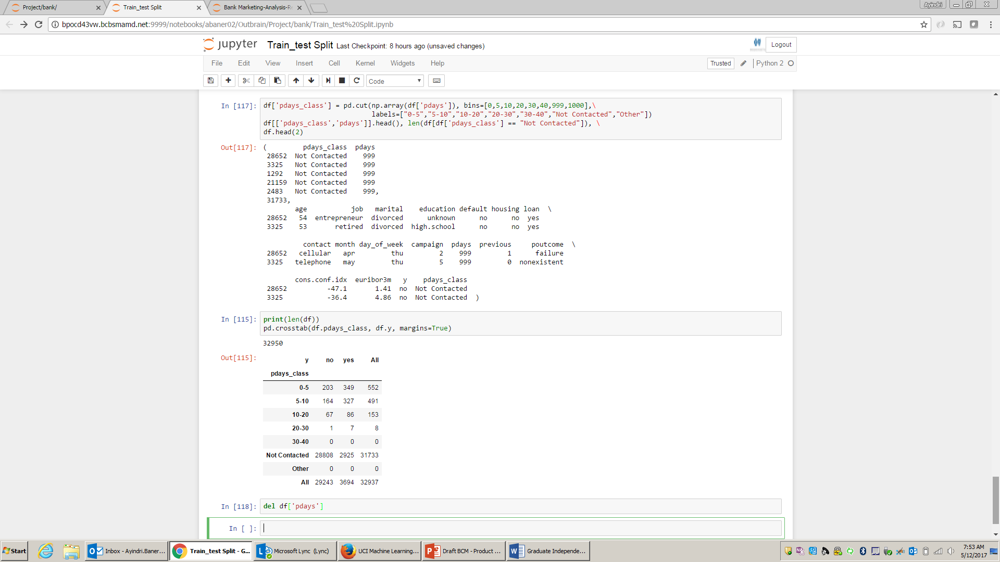 Project/bank/
Train_test Split
Bank Marketing-Analysis-Re
Ayindri
bpocd43vw.bcbsmamd.net:9999/notebooks/abaner02/Outbrain/Project/bank/Train_test%20Split.ipynb
jupyter Train_test Split Last Checkpoint: 8 hours ago (unsaved changes)
Logout
File Edit View Insert Cell Kernel Widgets Help
Trusted Python 2
Code
In [117]: df['pdays_class'] = pd.cut(np.array(df['pdays']), bins=[0,5,10,20,30,40,999,1000],\
labels=["0-5","5-10","10-20","20-30","30-40","Not Contacted","Other"])
df[['pdays_class','pdays']].head(), len(df[df['pdays_class'] == "Not Contacted"]), \
df.head(2)
Out[117]: ( pdays_class pdays
28652 Not Contacted 999
3325 Not Contacted 999
1292 Not Contacted 999
21159 Not Contacted 999
2483 Not Contacted 999,
31733,
age job marital education default housing loan \
28652 54 entrepreneur divorced unknown no no yes
3325 53 retired divorced high.school no no yes
contact month day_of_week campaign pdays previous poutcome \
28652 cellular apr thu 2 999 1 failure
3325 telephone may thu 5 999 0 nonexistent
cons.conf.idx euribor3m y pdays_class
28652 -47.1 1.41 no Not Contacted
3325 -36.4 4.86 no Not Contacted )
In [115]: print(len(df))
pd.crosstab(df.pdays_class, df.y, margins=True)
32950
Out[115]: y no yes All
pdays_class
0-5 203 349 552
5-10 164 327 491
10-20 67 86 153
20-30 1 7 8
30-40 0 0 0
Not Contacted 28808 2925 31733
Other 0 0 0
All 29243 3694 32937
In [118]: del df['pdays']
In [ ]:
Start
Inbox - Ayindri.Baner...
Train_test Split - G...
Microsoft Lync (Lync)
UCI Machine Learning...
Draft BCM - Product ...
Graduate Independe...
7:53 AM
5/12/2017